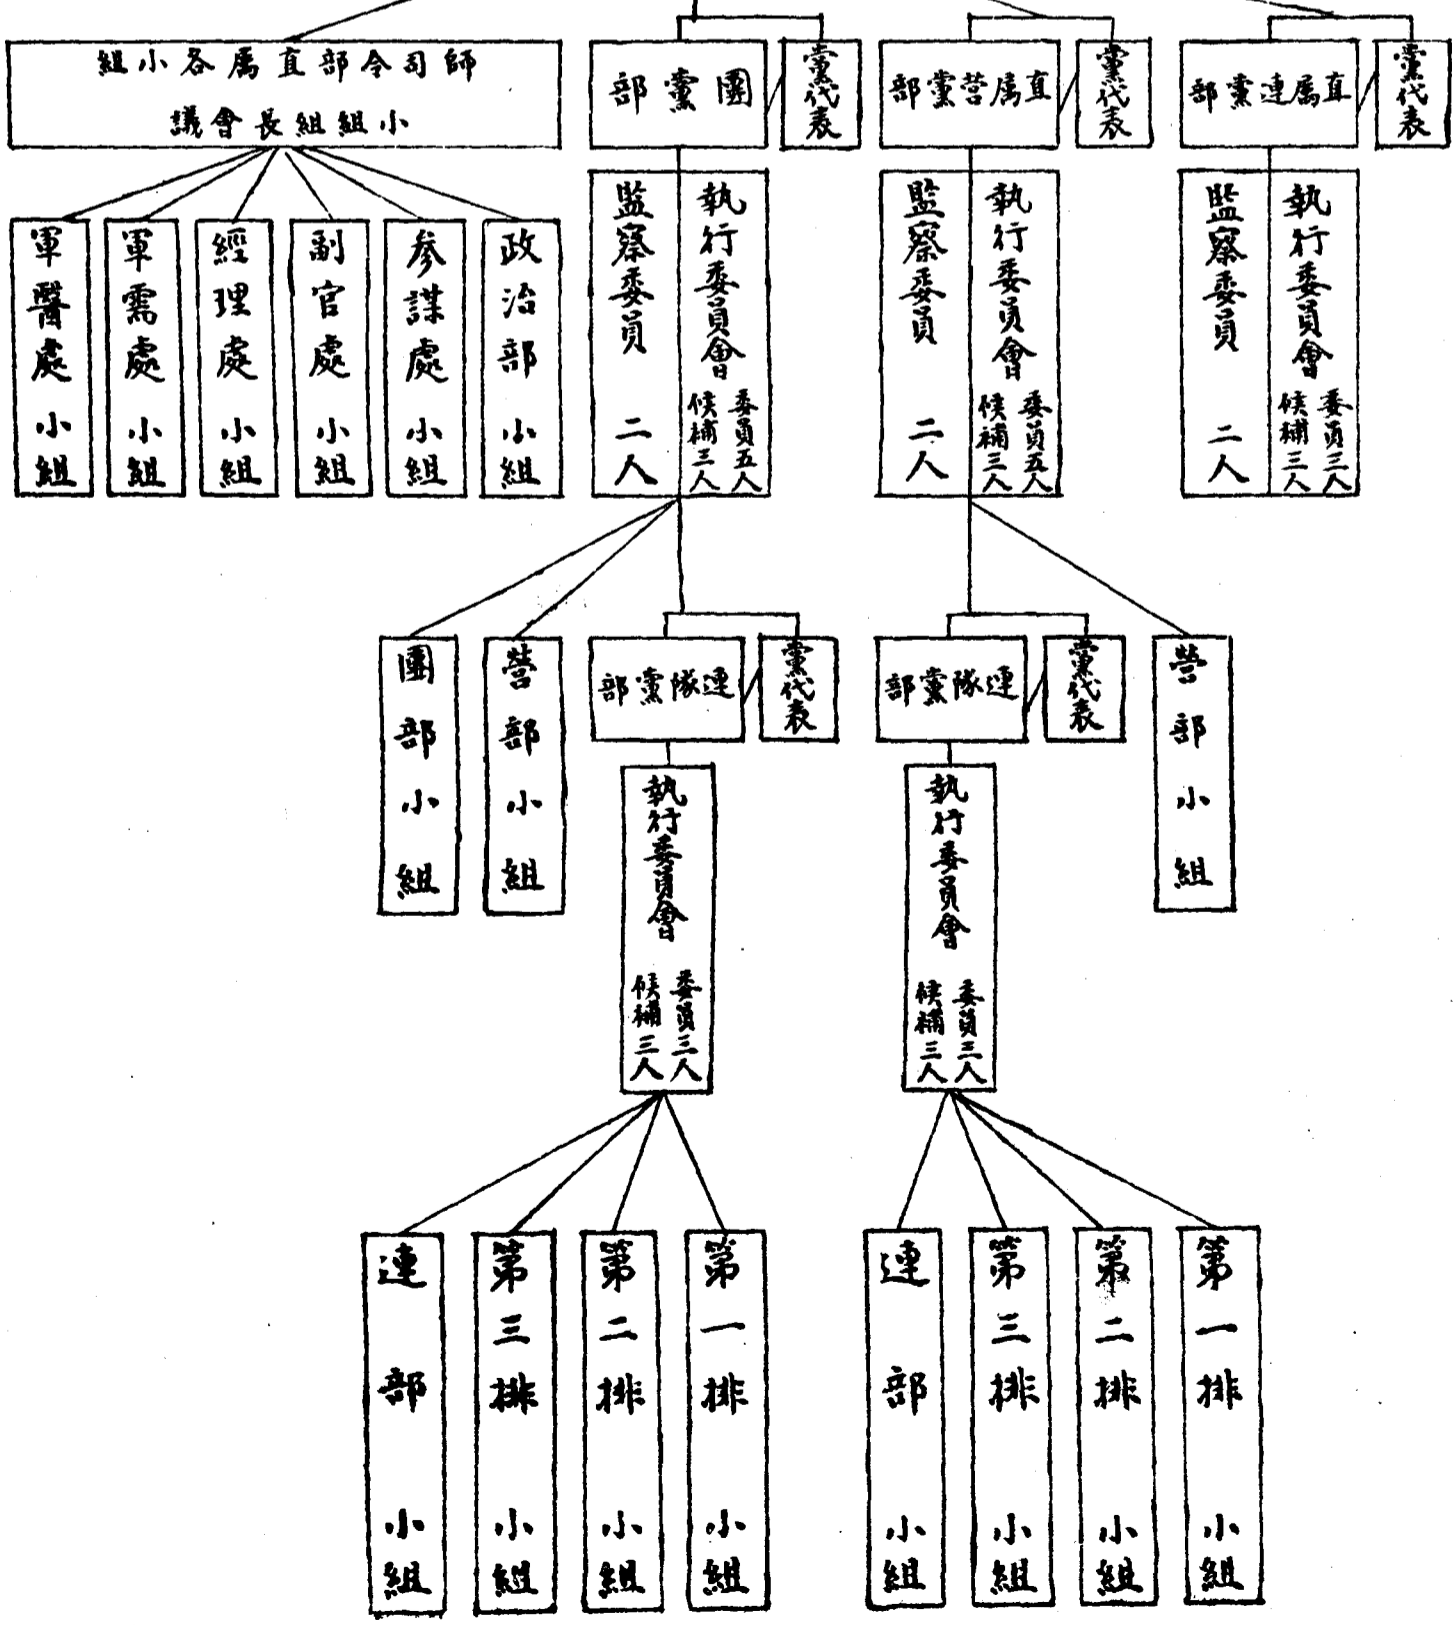 黨代表
直属連黨部
黨代表
直属營黨部
黨代表
團黨部
師司令部直属各小組
小組組長會議
執行委員會
委員三人
候補三人
監察委員 二人
執行委員會
委員五人
候補三人
監察委員 二人
執行委員會
委員五人
候補三人
監察委員 二人
政治部小組
參謀處小組
副官處小組
經理處小組
軍需處小組
軍醫處小組
營部小組
黨代表
連隊黨部
黨代表
連隊黨部
營部小組
團部小組
執行委員會
委員三人
候補三人
執行委員會
委員三人
候補三人
第一排 小組
第二排 小組
第三排 小組
連部 小組
第一排 小組
第二排 小組
第三排 小組
連部 小組